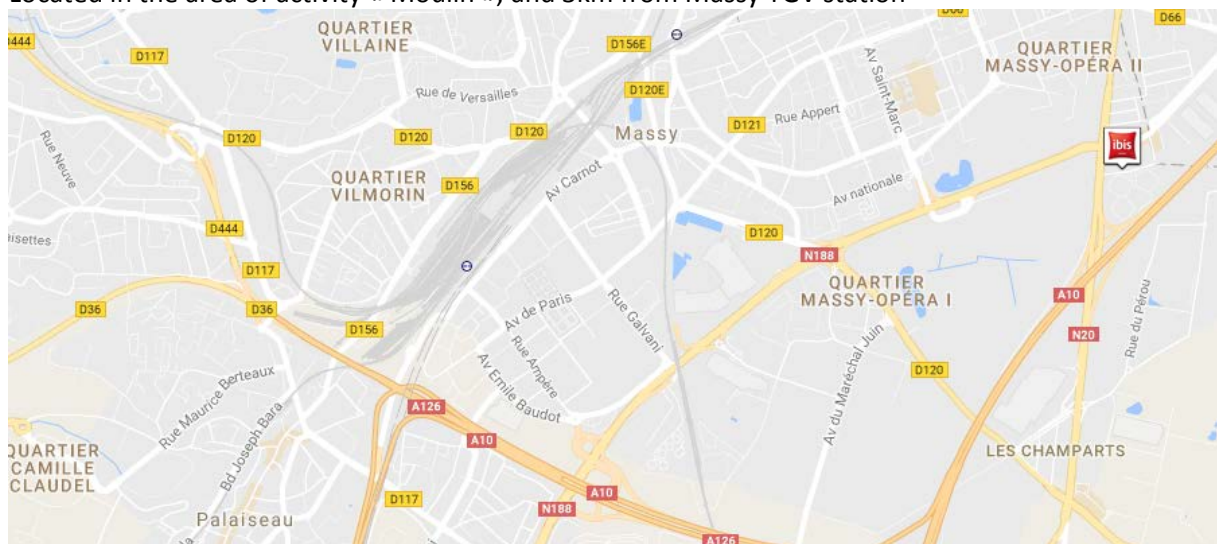 Located in the area of activity « Moulin », and 3km from Massy TGV station
D444
D117
QUARTIER
VILLAINE
D156E
D66
D66
QUARTIER
MASSY-OPÉRA II
D120E
Rue de Versailles
Av Saint-Marc
Rue Appert
D121
D120
D120
D120
Massy
ibis
Rue Neuve
QUARTIER
VILMORIN
D156
Av Carnot
Av nationale
D444
D120
N188
D117
QUARTIER
MASSY-OPÉRA I
A10
D36
D36
D156
Av de Paris
Rue Galvani
N20
Rue du Pérou
Rue Ampère
Av Emile Baudot
Av du Maréchal Juin
D120
Rue Maurice Berteaux
A126
A10
Bd Joseph Bara
QUARTIER
CAMILLE
CLAUDEL
LES CHAMPARTS
D117
N188
A10
Palaiseau
A126